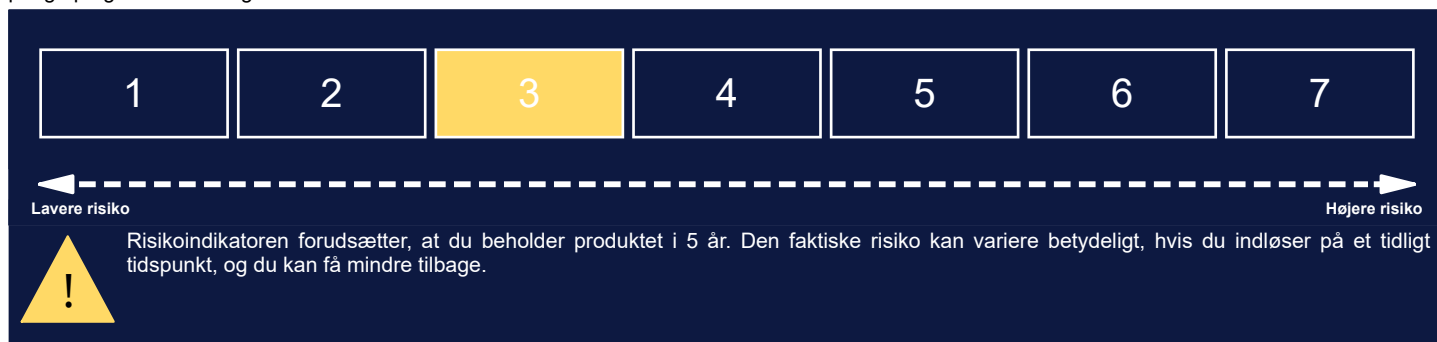 1 2 3 4 5 6 7
Lavere risiko Højere risiko
Risikoindikatoren forudsætter, at du beholder produktet i 5 år. Den faktiske risiko kan variere betydeligt, hvis du indløser på et tidligt
tidspunkt, og du kan få mindre tilbage.
!